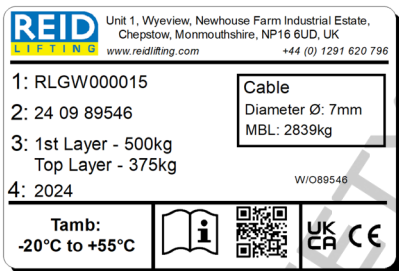 REID
LIFTING
Unit 1, Wyeview, Newhouse Farm Industrial Estate,
Chepstow, Monmouthshire, NP16 6UD, UK
www.reidlifting.com +44 (0) 1291 620 796
1: RLGW000015
2: 24 09 89546
3: 1st Layer - 500kg
Top Layer - 375kg
4: 2024
Cable
Diameter Ø: 7mm
MBL: 2839kg
W/O89546
Tamb:
-20°C to +55°C
i
UK
CA
CE